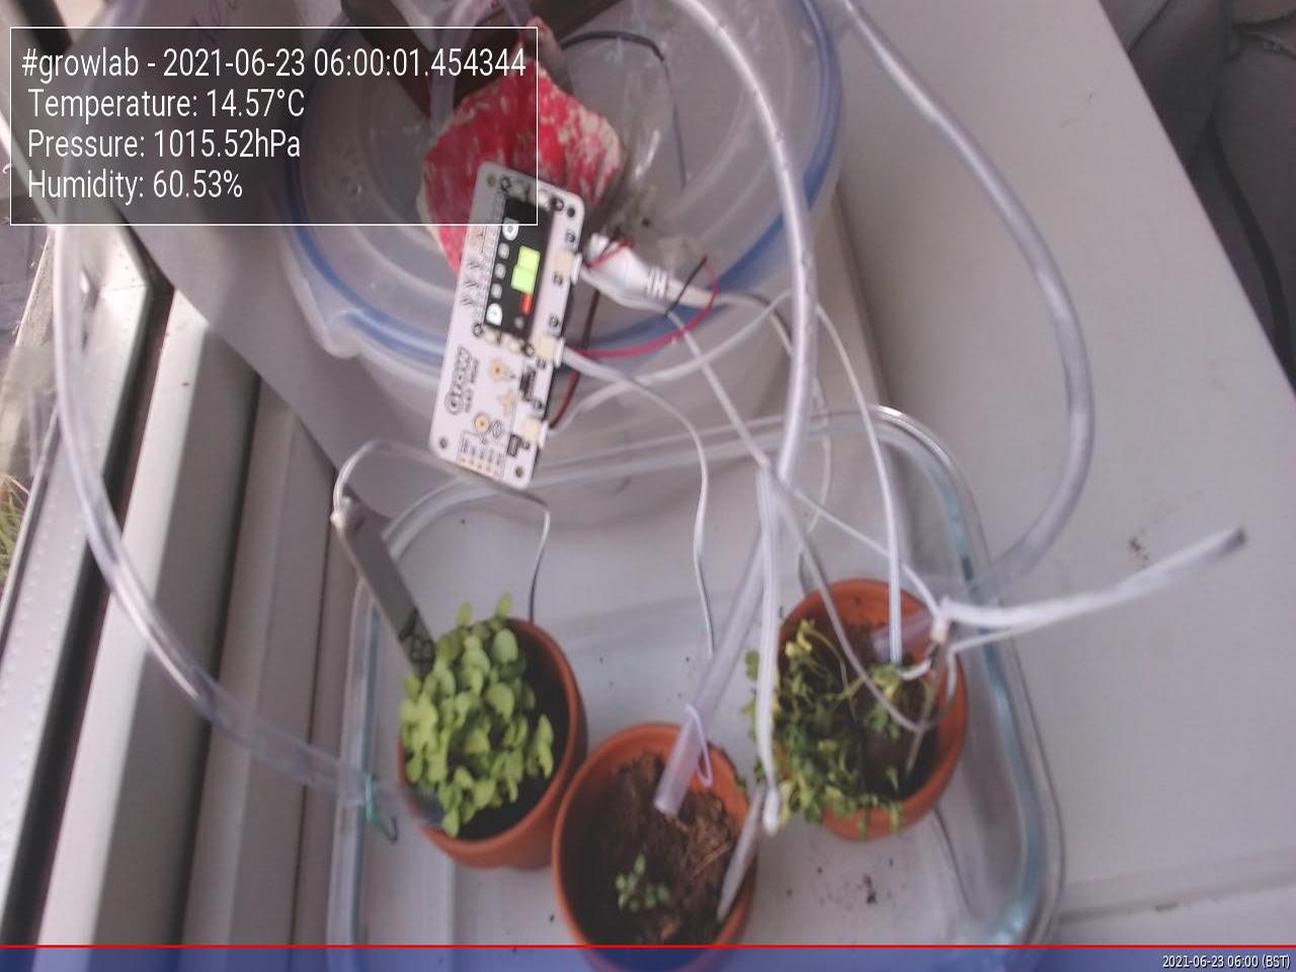 #growlab - 2021-06-23 06:00:01.454344
Temperature: 14.57°C
Pressure: 1015.52hPa
Humidity: 60.53%
GROW
2021-06-23 06:00 (BST)